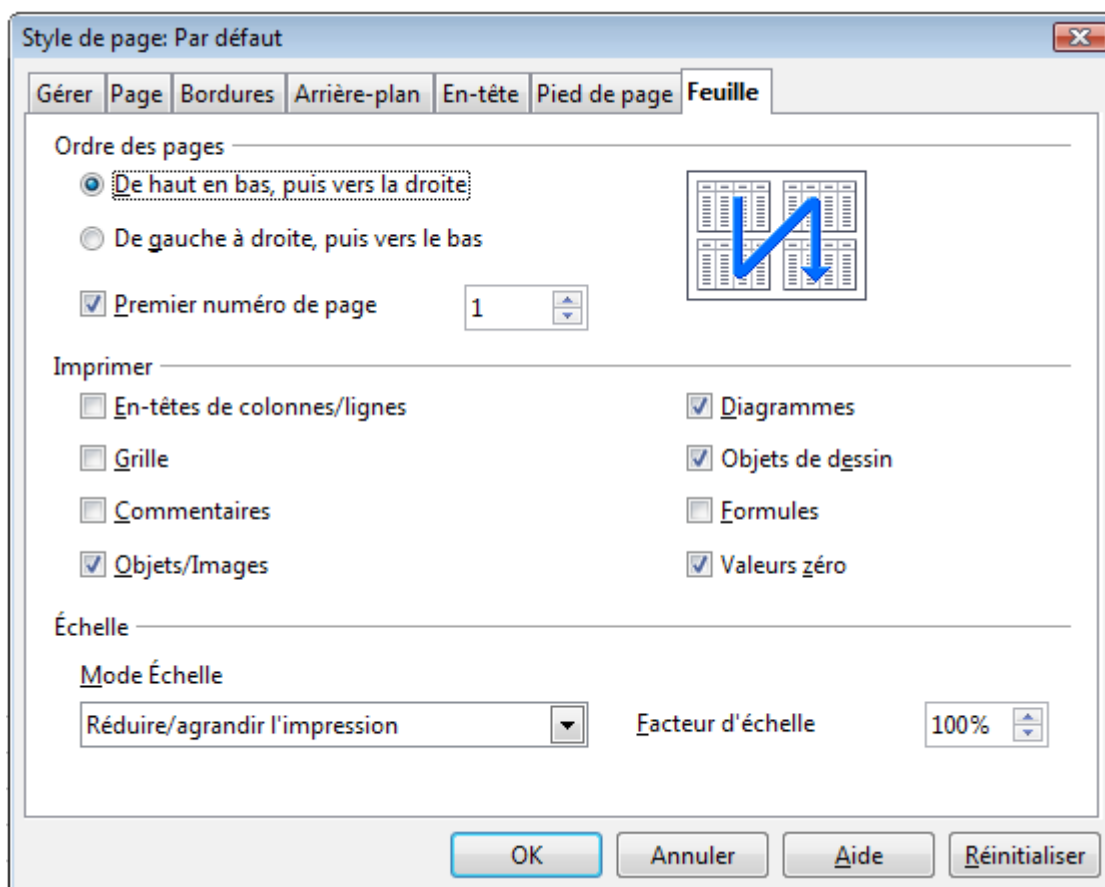 Style de page: Par défaut
Gérer Page Bordures Arrière-plan En-tête Pied de page Feuille
Ordre des pages
De haut en bas, puis vers la droite
De gauche à droite, puis vers le bas
Premier numéro de page 1
Imprimer
En-têtes de colonnes/lignes Diagrammes
Grille Objets de dessin
Commentaires Formules
Objets/Images Valeurs zéro
Échelle
Mode Échelle
Réduire/agrandir l'impression Facteur d'échelle 100%
OK Annuler Aide Réinitialiser